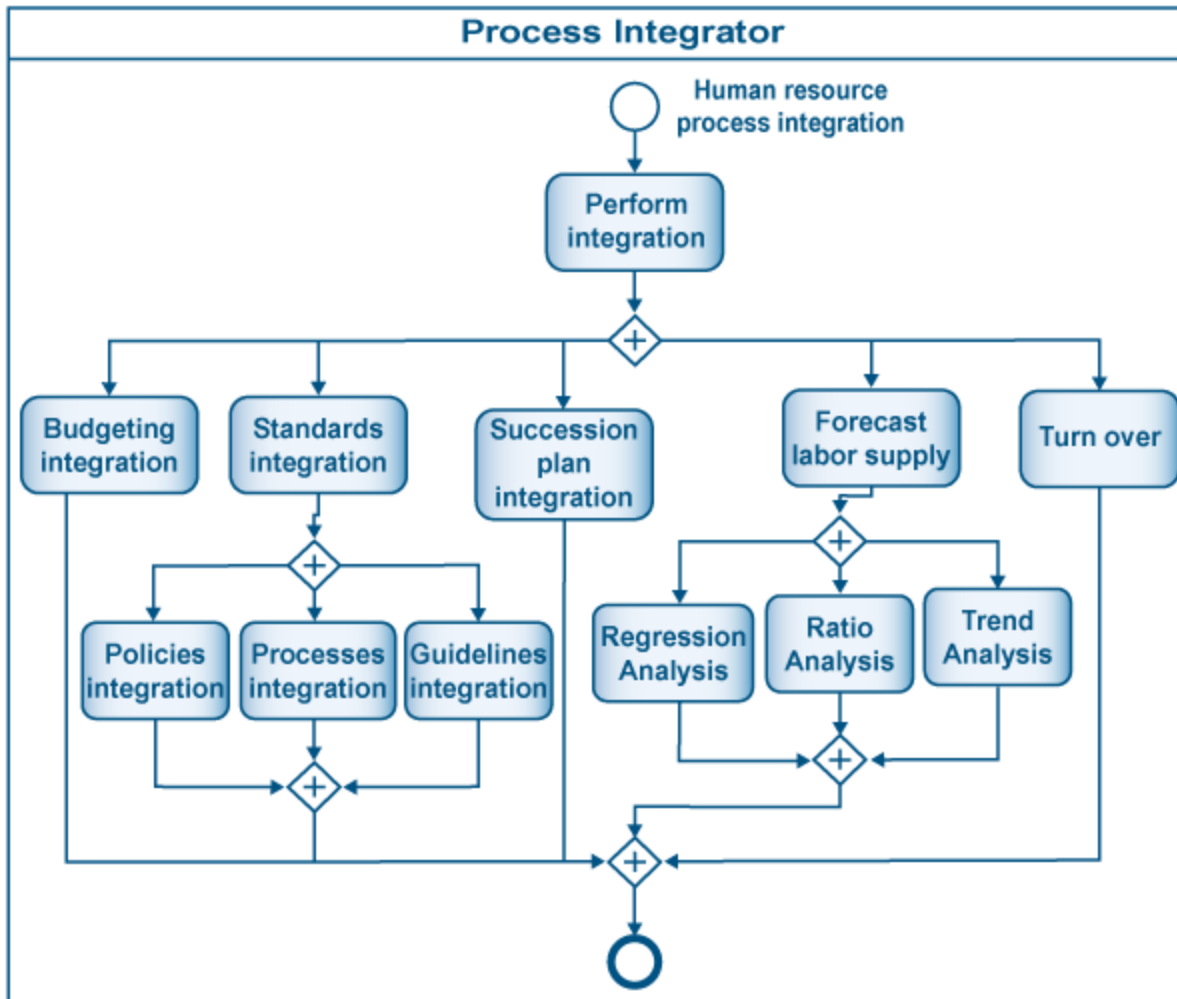 Process Integrator
Human resource
process integration
Perform
integration
Budgeting
integration
Standards
integration
Succession
plan
integration
Forecast
labor supply
Turn over
Policies
integration
Processes
integration
Guidelines
integration
Regression
Analysis
Ratio
Analysis
Trend
Analysis